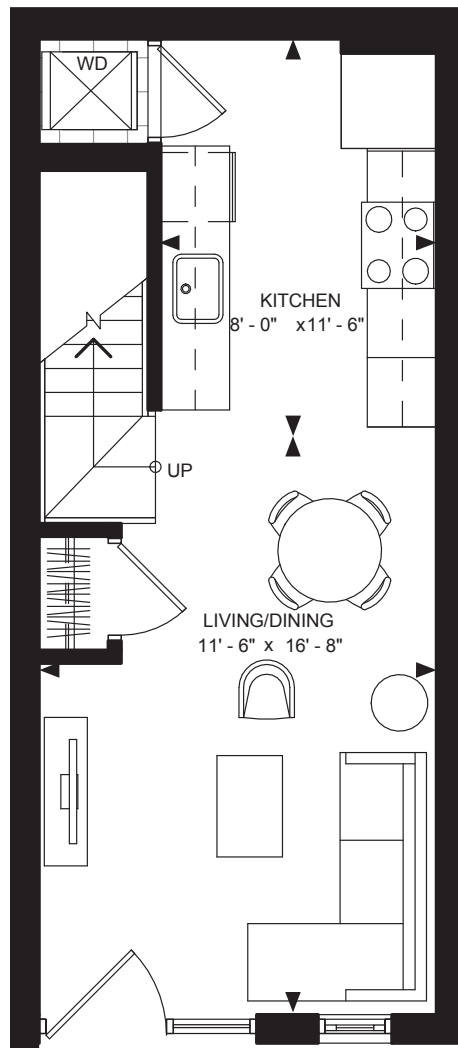 WD
KITCHEN
8' - 0" x11' - 6"
UP
LIVING/DINING
11' - 6" x 16' - 8"